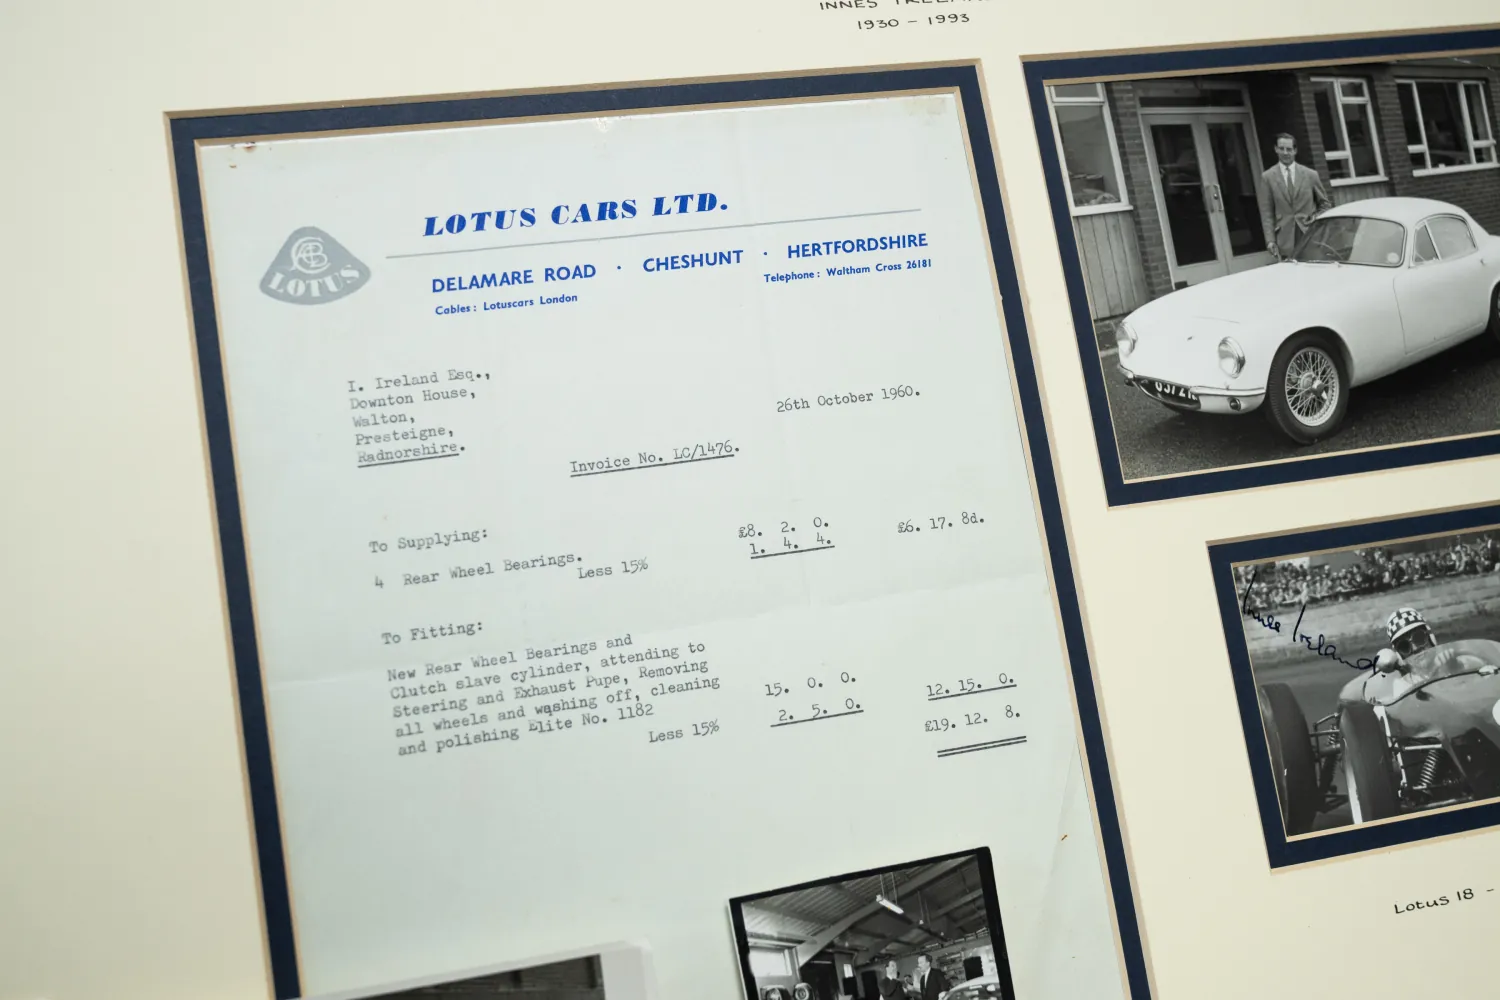 INNES IRELAND
1930 - 1993
LOTUS CARS LTD.
LOTUS
DELAMARE ROAD · CHESHUNT · HERTFORDSHIRE
Cables: Lotuscars London
Telephone: Waltham Cross 26181
I. Ireland Esq.,
Downton House,
Walton,
Presteigne,
Radnorshire.
26th October 1960.
Invoice No. LC/1476.
To Supplying:
4 Rear Wheel Bearings. £8. 2. 0.
Less 15% 1. 4. 4. £6. 17. 8d.
To Fitting:
New Rear Wheel Bearings and
Clutch slave cylinder, attending to
Steering and Exhaust Pupe, Removing
all wheels and washing off, cleaning
and polishing Elite No. 1182 15. 0. 0.
Less 15% 2. 5. 0. 12. 15. 0.
£19. 12. 8.
Innes Ireland
Lotus 18 -